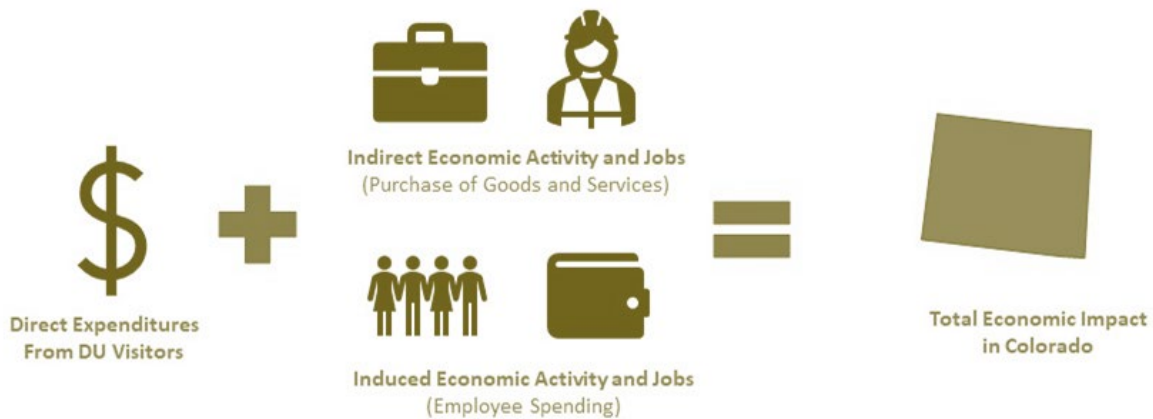 Indirect Economic Activity and Jobs
(Purchase of Goods and Services)
Direct Expenditures
From DU Visitors
Induced Economic Activity and Jobs
(Employee Spending)
Total Economic Impact
in Colorado